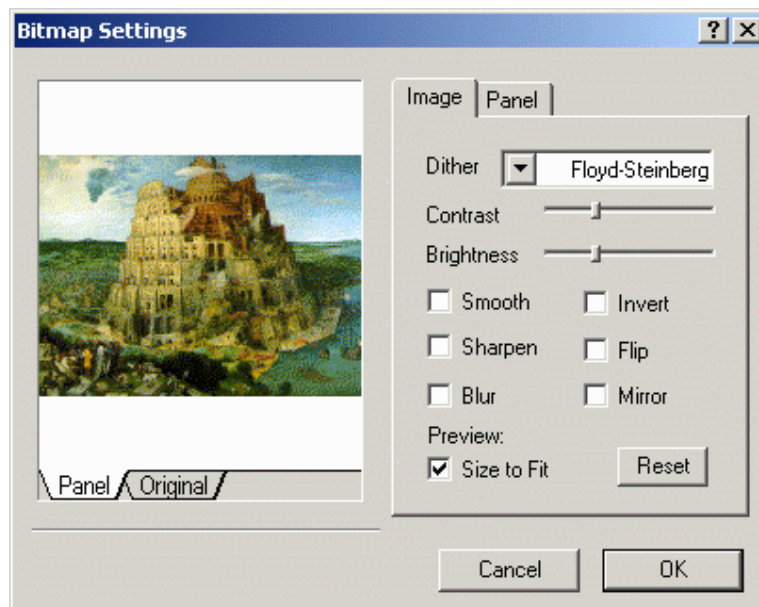 Bitmap Settings
Image Panel
Dither Floyd-Steinberg
Contrast
Brightness
Smooth Invert
Sharpen Flip
Blur Mirror
Preview:
Size to Fit Reset
Panel Original
Cancel OK